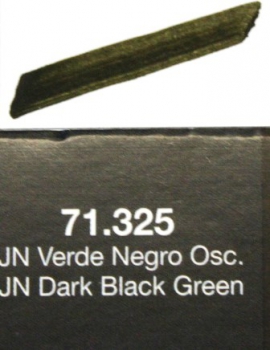 71.325
JN Verde Negro Osc.
JN Dark Black Green